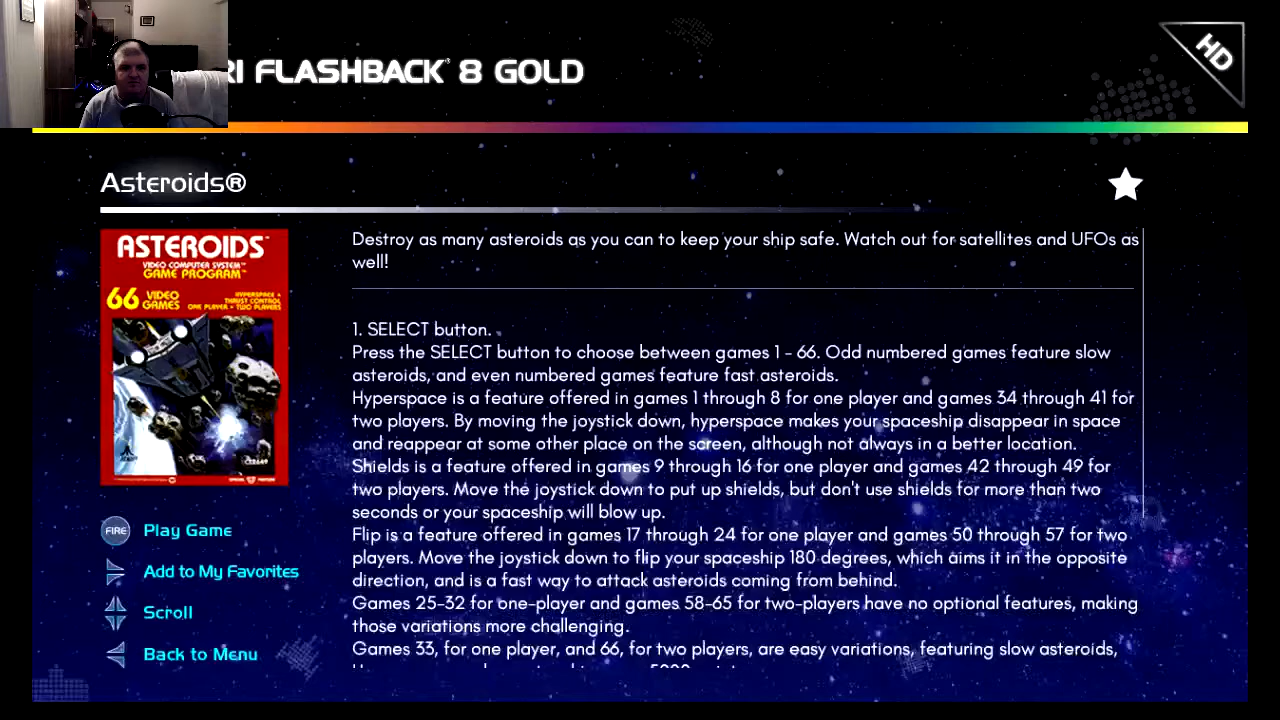 RI FLASHBACK® 8 GOLD
HD
Asteroids®
ASTEROIDS™
VIDEO COMPUTER SYSTEM™
GAME PROGRAM™
66 VIDEO GAMES
HYPERSPACE •
THRUST CONTROL
ONE PLAYER • TWO PLAYERS
ATARI
Destroy as many asteroids as you can to keep your ship safe. Watch out for satellites and UFOs as
well!
1. SELECT button.
Press the SELECT button to choose between games 1 - 66. Odd numbered games feature slow
asteroids, and even numbered games feature fast asteroids.
Hyperspace is a feature offered in games 1 through 8 for one player and games 34 through 41 for
two players. By moving the joystick down, hyperspace makes your spaceship disappear in space
and reappear at some other place on the screen, although not always in a better location.
Shields is a feature offered in games 9 through 16 for one player and games 42 through 49 for
two players. Move the joystick down to put up shields, but don't use shields for more than two
seconds or your spaceship will blow up.
Flip is a feature offered in games 17 through 24 for one player and games 50 through 57 for two
players. Move the joystick down to flip your spaceship 180 degrees, which aims it in the opposite
direction, and is a fast way to attack asteroids coming from behind.
Games 25-32 for one-player and games 58-65 for two-players have no optional features, making
those variations more challenging.
Games 33, for one player, and 66, for two players, are easy variations, featuring slow asteroids,
FIRE Play Game
Add to My Favorites
Scroll
Back to Menu